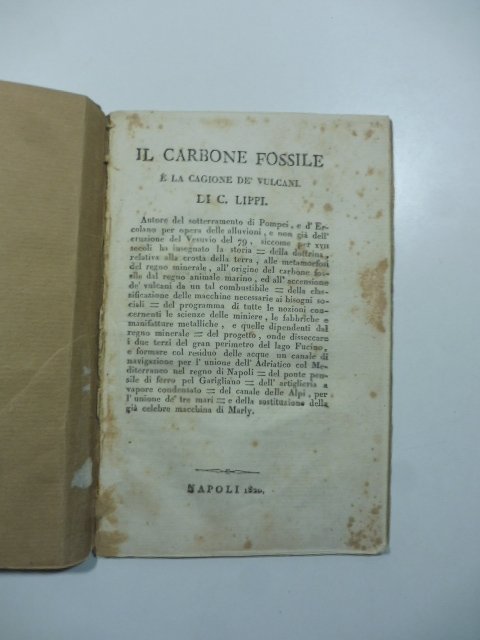 IL CARBONE FOSSILE
È LA CAGIONE DE' VULCANI.
DI C. LIPPI.
Autore del sotterramento di Pompei, e d' Er-
colano per opera delle alluvioni, e non già dell'
eruzione del Vesuvio del 79, siccome per XVII
secoli ha insegnato la storia = della dottrina,
relativa alla crosta della terra, alle metamorfosi
del regno minerale, all' origine del carbone fos-
sile dal regno animale marino, ed all' accensione
de' vulcani da un tal combustibile = della clas-
sificazione delle macchine necessarie ai bisogni so-
ciali = del programma di tutte le nozioni con-
cernenti le scienze delle miniere, le fabbriche e
manifatture metalliche, e quelle dipendenti dal
regno minerale = del progetto, onde disseccare
i due terzi del gran perimetro del lago Fucino,
e formare col residuo delle acque un canale di
navigazione per l' unione dell' Adriatico col Me-
diterraneo nel regno di Napoli = del ponte pen-
sile di ferro pel Garigliano = dell' artiglieria a
vapore condensato = del canale delle Alpi, per
l' unione de' tre mari = e della sostituzione della
già celebre macchina di Marly.
NAPOLI 1820.